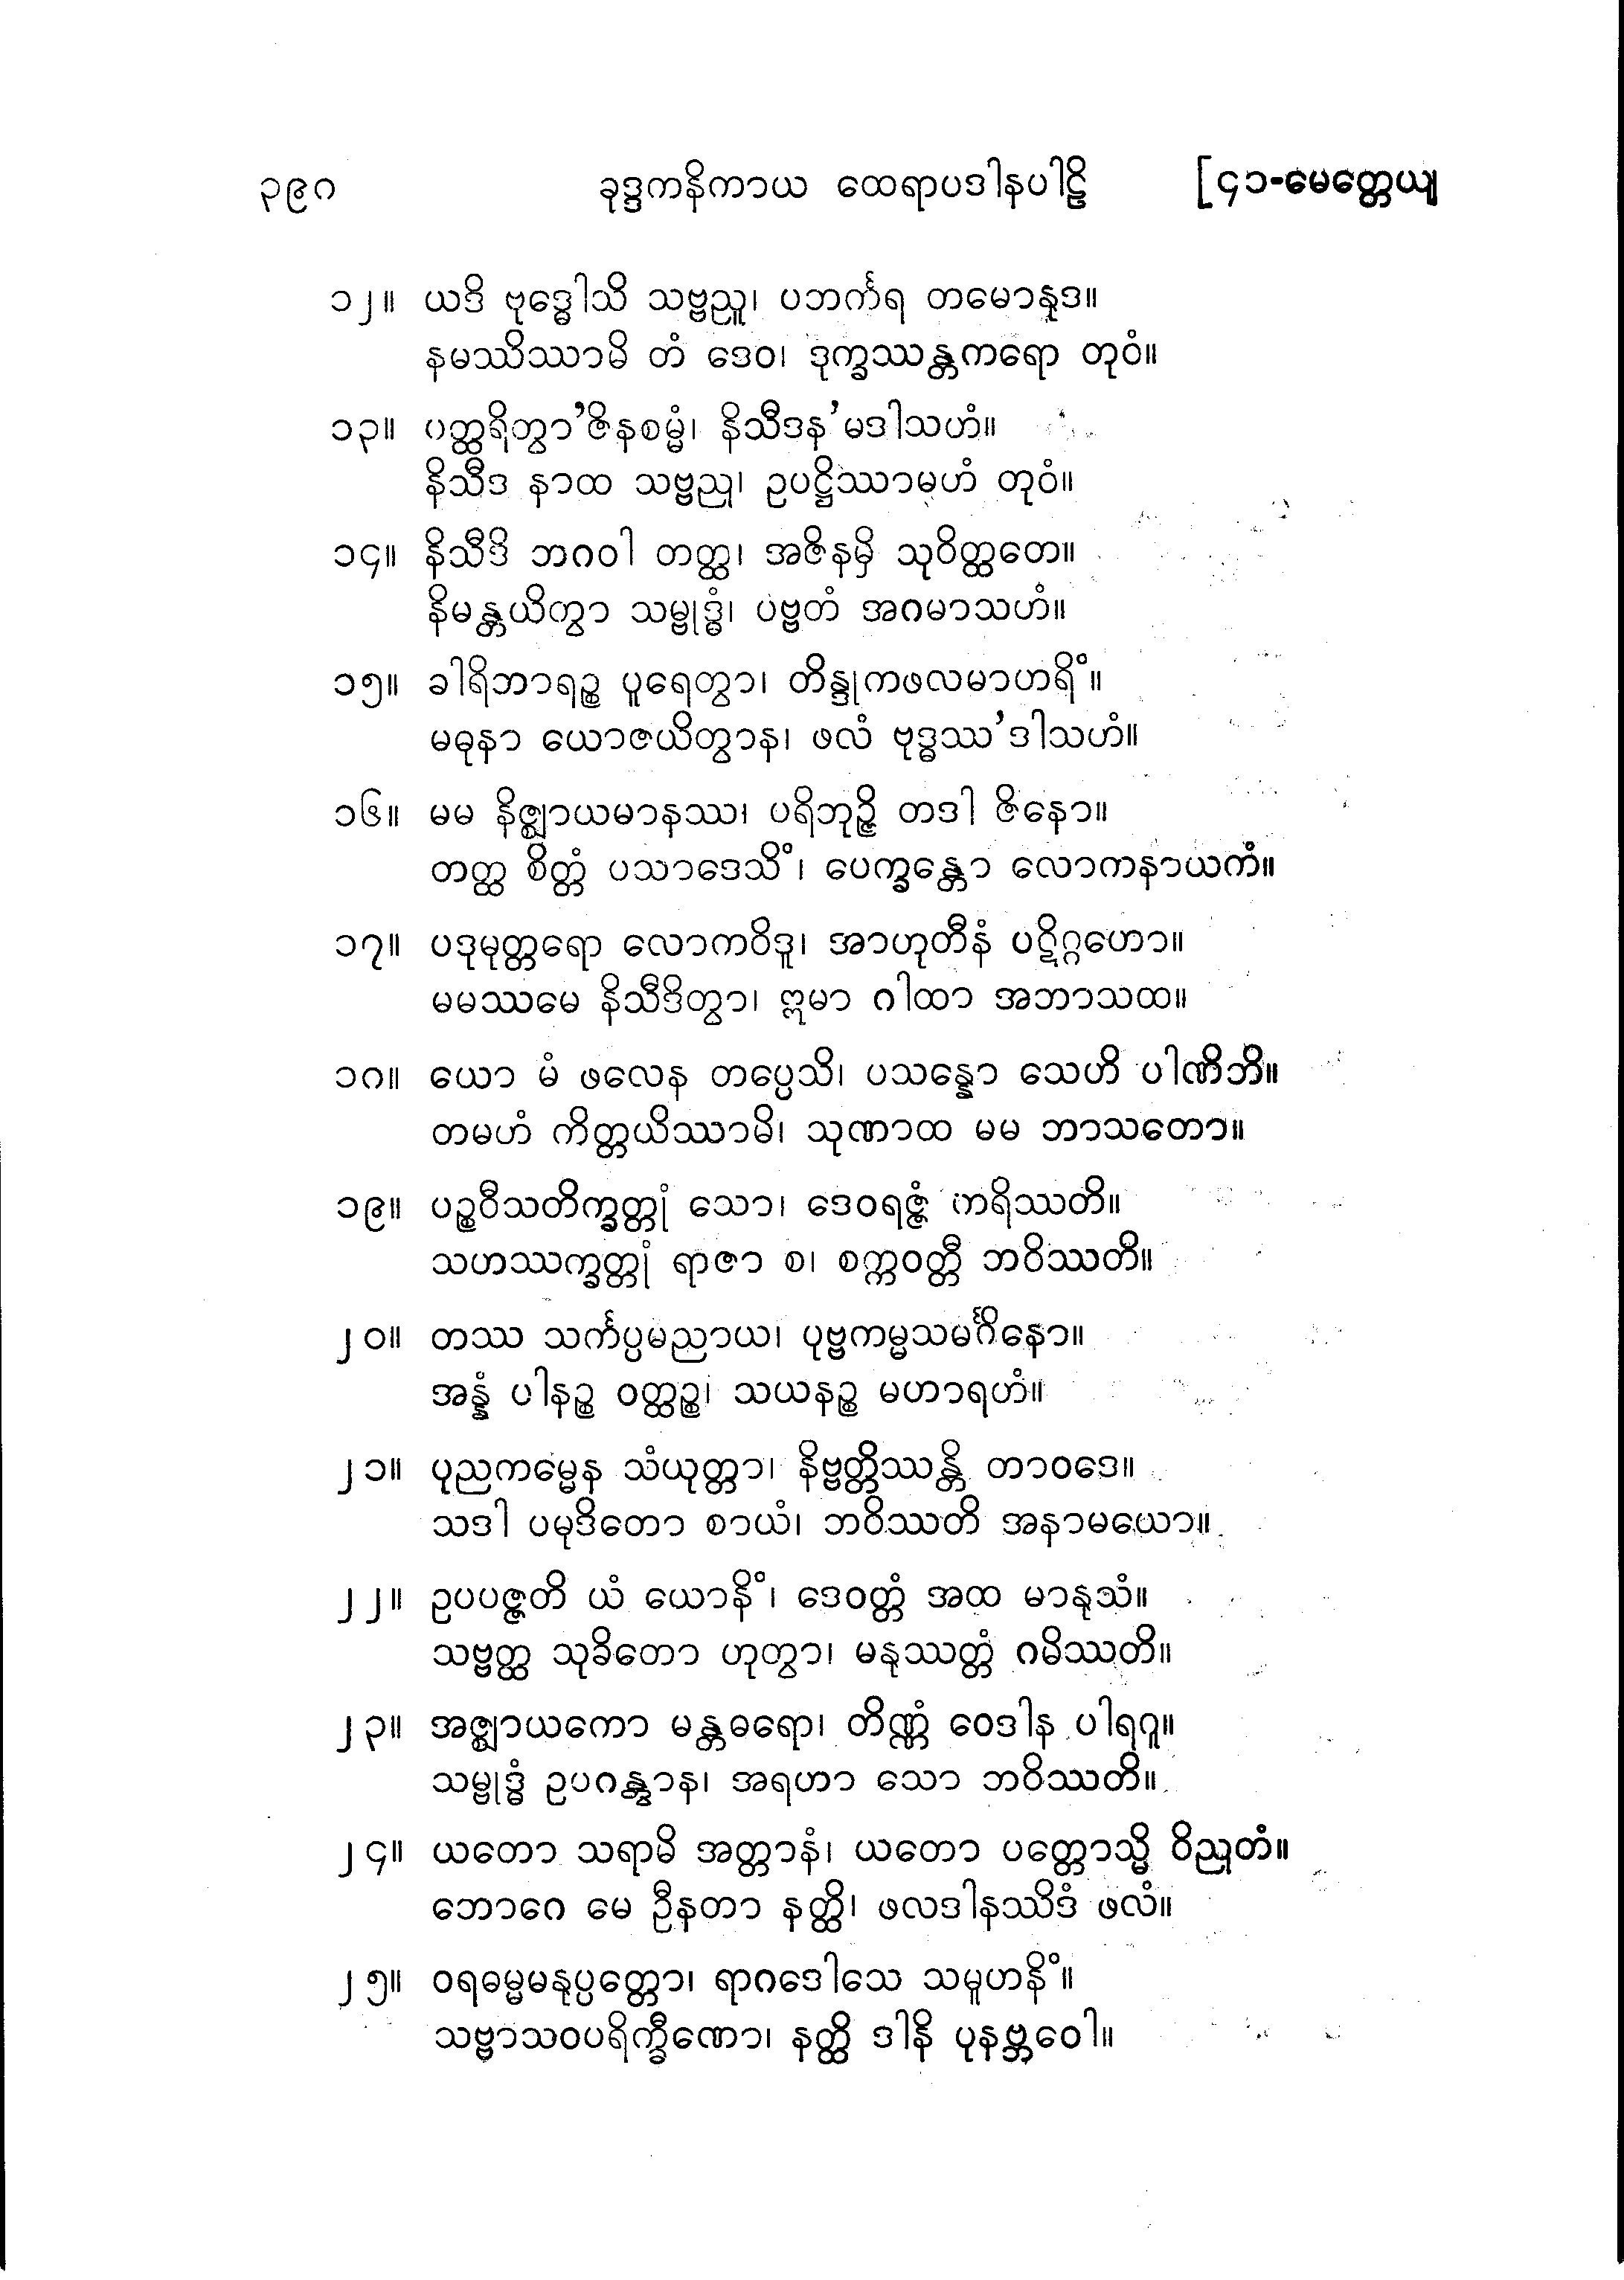 ၃၉ဂ ခုဒ္ဒကနိကာယ ထေရာပဒါနပါဠိ [၄၁-မေတ္တေယျ
၁၂။ ယဒိ ဗုဒ္ဓေါသိ သဗ္ဗညူ၊ ပဘင်္ကရ တမောနုဒ။
နမဿိဿာမိ တံ ဒေဝ၊ ဒုက္ခဿန္တကရော တုဝံ။
၁၃။ ပတ္ထရိတွာ’ဇိနစမ္မံ၊ နိသီဒန’မဒါသဟံ။
နိသီဒ နာထ သဗ္ဗညု၊ ဥပဋ္ဌိဿာမဟံ တုဝံ။
၁၄။ နိသီဒိ ဘဂဝါ တတ္ထ၊ အဇိနမှိ သုဝိတ္ထတေ။
နိမန္တယိတွာ သမ္ဗုဒ္ဓံ၊ ပဗ္ဗတံ အဂမာသဟံ။
၁၅။ ခါရိဘာရဉ္စ ပူရေတွာ၊ တိန္ဒုကဖလမာဟရိံ။
မဓုနာ ယောဇယိတွာန၊ ဖလံ ဗုဒ္ဓဿ’ဒါသဟံ။
၁၆။ မမ နိဇ္ဈာယမာနဿ၊ ပရိဘုဉ္ဇိ တဒါ ဇိနော။
တတ္ထ စိတ္တံ ပသာဒေသိံ၊ ပေက္ခန္တော လောကနာယကံ။
၁၇။ ပဒုမုတ္တရော လောကဝိဒူ၊ အာဟုတီနံ ပဋိဂ္ဂဟော။
မမဿမေ နိသီဒိတွာ၊ ဣမာ ဂါထာ အဘာသထ။
၁၈။ ယော မံ ဖလေန တပ္ပေသိ၊ ပသန္နော သေဟိ ပါဏိဘိ။
တမဟံ ကိတ္တယိဿာမိ၊ သုဏာထ မမ ဘာသတော။
၁၉။ ပဉ္စဝီသတိက္ခတ္တုံ သော၊ ဒေဝရဇ္ဇံ ကရိဿတိ။
သဟဿက္ခတ္တုံ ရာဇာ စ၊ စက္ကဝတ္တီ ဘဝိဿတိ။
၂၀။ တဿ သင်္ကပ္ပမညာယ၊ ပုဗ္ဗကမ္မသမင်္ဂိနော။
အန္နံ ပါနဉ္စ ဝတ္ထဉ္စ၊ သယနဉ္စ မဟာရဟံ။
၂၁။ ပုညကမ္မေန သံယုတ္တာ၊ နိဗ္ဗတ္တိဿန္တိ တာဝဒေ။
သဒါ ပမုဒိတော စာယံ၊ ဘဝိဿတိ အနာမယော။
၂၂။ ဥပပဇ္ဇတိ ယံ ယောနိံ၊ ဒေဝတ္တံ အထ မာနုသံ။
သဗ္ဗတ္ထ သုခိတော ဟုတွာ၊ မနုဿတ္တံ ဂမိဿတိ။
၂၃။ အဇ္ဈာယကော မန္တဓရော၊ တိဏ္ဏံ ဝေဒါန ပါရဂူ။
သမ္ဗုဒ္ဓံ ဥပဂန္တွာန၊ အရဟာ သော ဘဝိဿတိ။
၂၄။ ယတော သရာမိ အတ္တာနံ၊ ယတော ပတ္တောသ္မိ ဝိညုတံ။
ဘောဂေ မေ ဦနတာ နတ္ထိ၊ ဖလဒါနဿိဒံ ဖလံ။
၂၅။ ဝရဓမ္မမနုပ္ပတ္တော၊ ရာဂဒေါသေ သမူဟနိံ။
သဗ္ဗာသဝပရိက္ခီဏော၊ နတ္ထိ ဒါနိ ပုနဗ္ဘဝေါ။